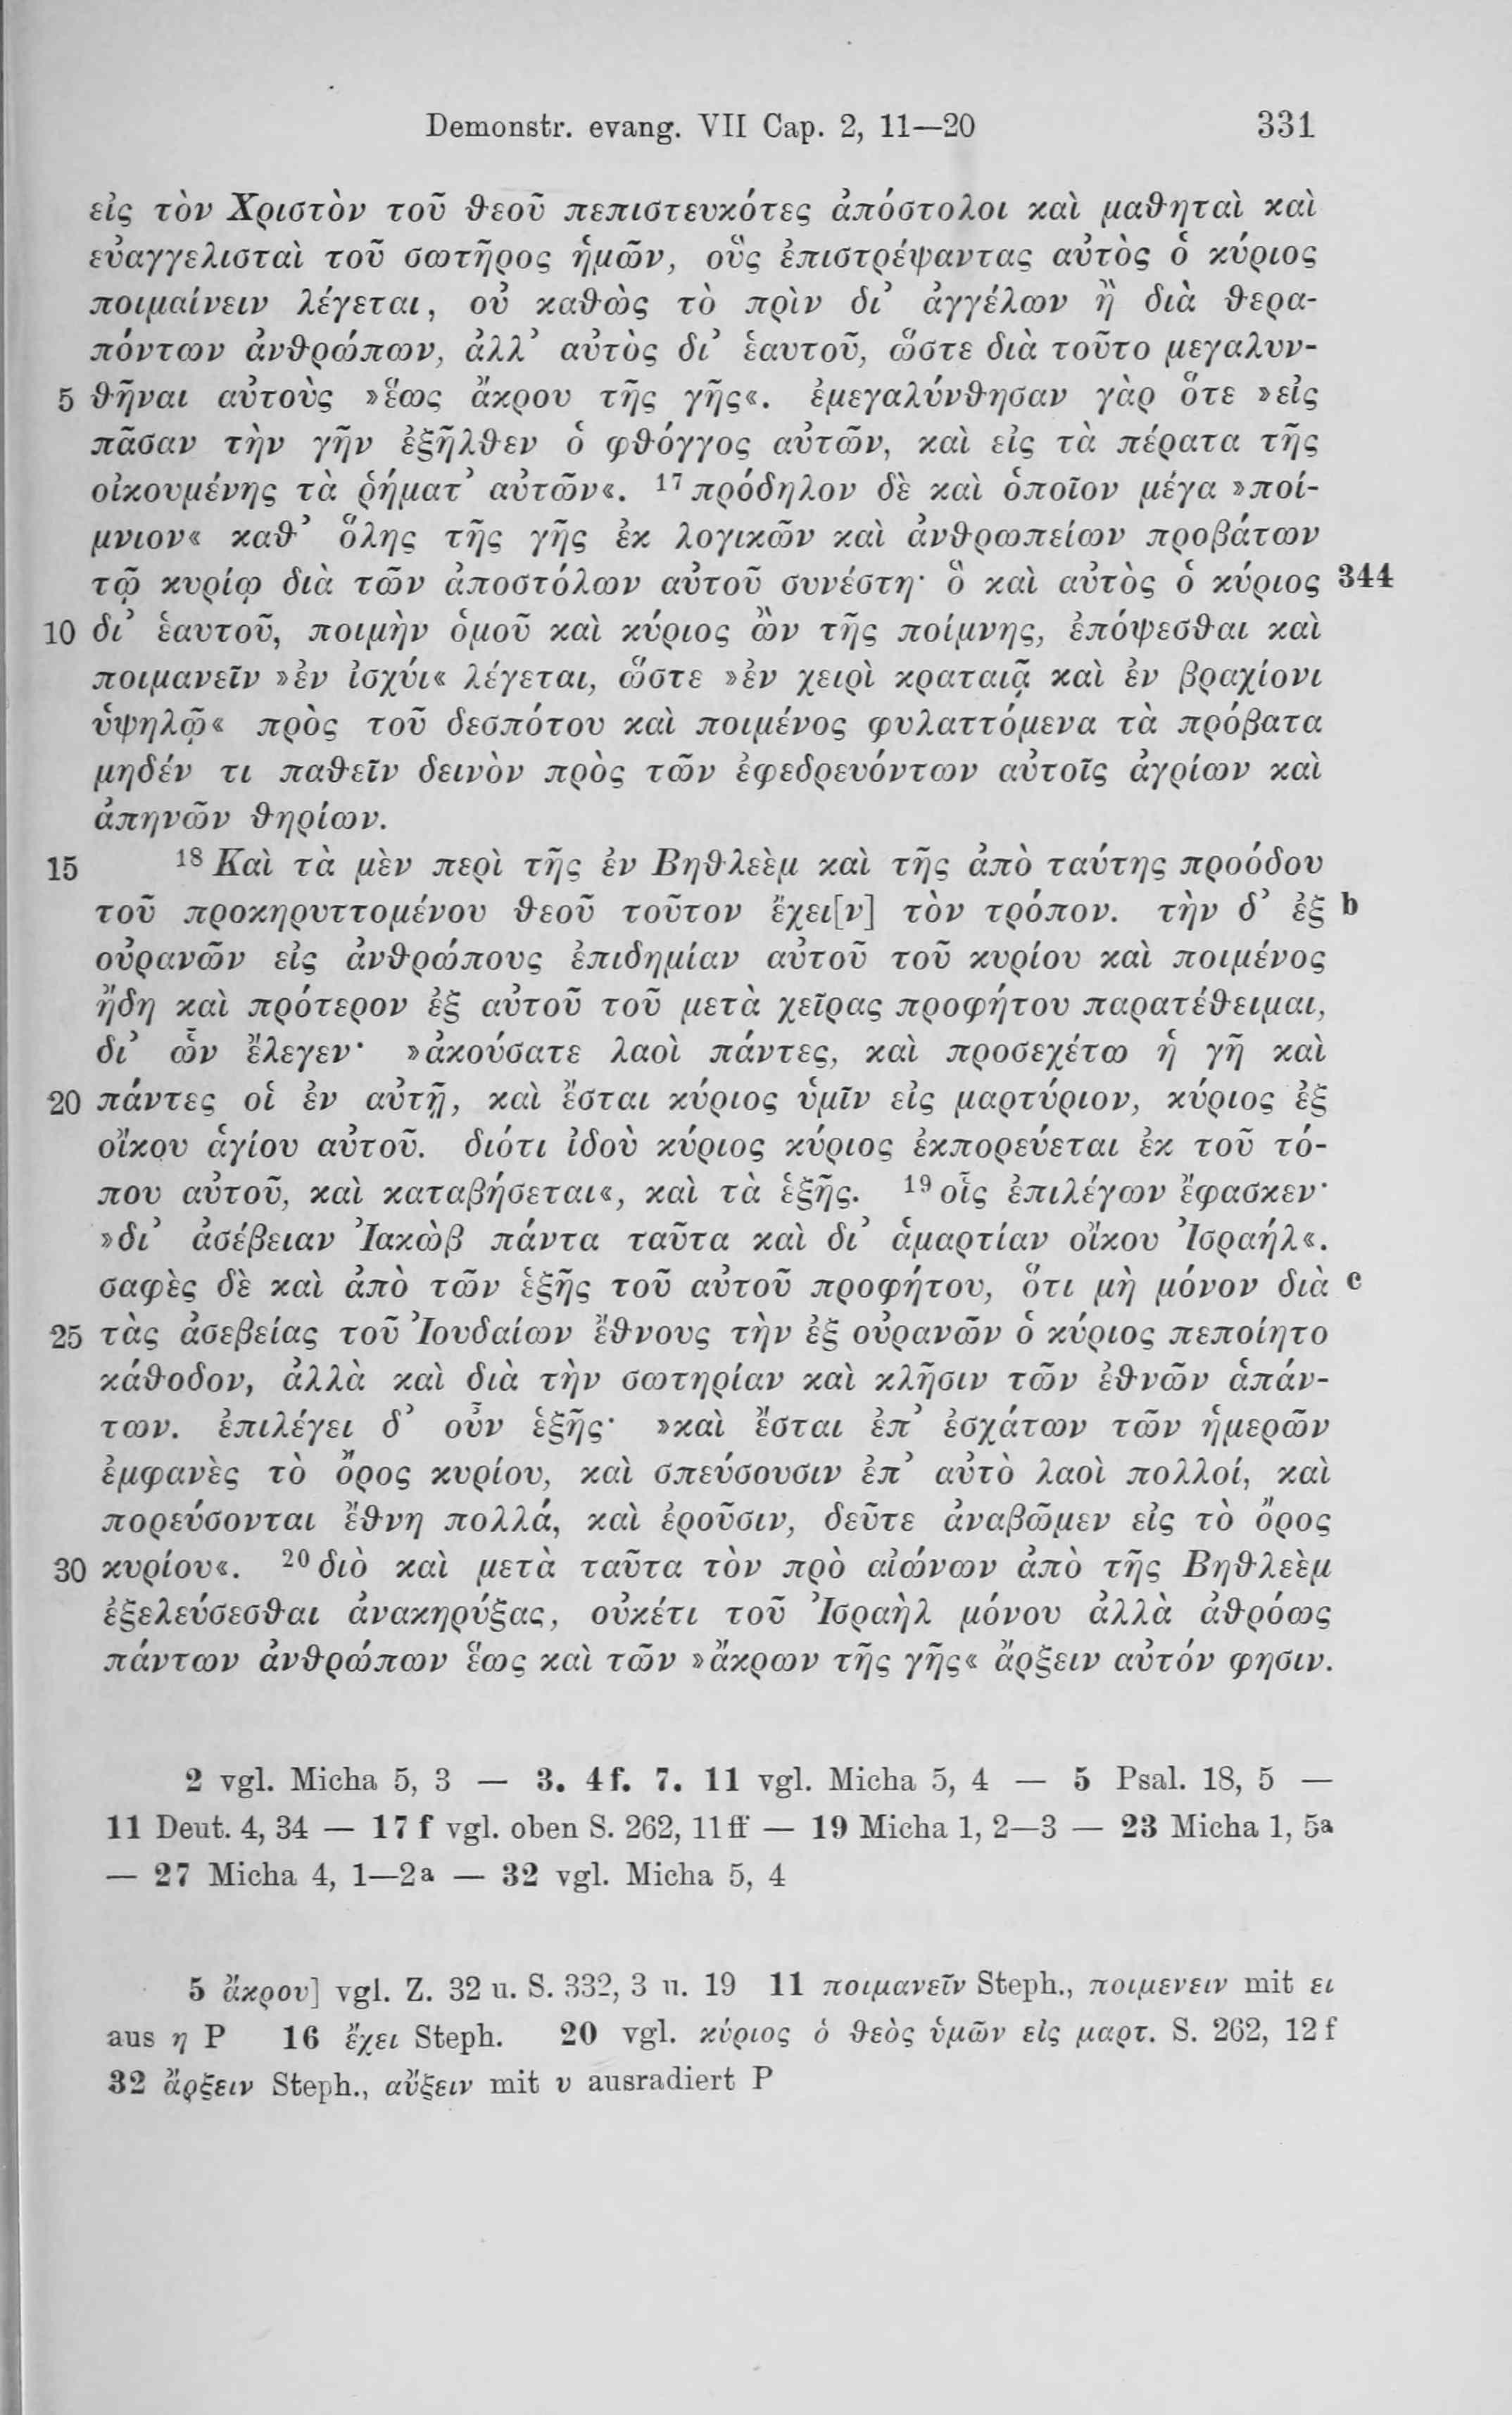 Demonstr. evang. VII Cap. 2, 11—20 331
εἰς τὸν Χριστὸν τοῦ θεοῦ πεπιστευκότες ἀπόστολοι καὶ μαθηταὶ καὶ
εὐαγγελισταὶ τοῦ σωτῆρος ἡμῶν, οὓς ἐπιστρέψαντας αὐτὸς ὁ κύριος
ποιμαίνειν λέγεται, οὐ καθὼς τὸ πρὶν δι᾽ ἀγγέλων ἢ διὰ θερα-
πόντων ἀνθρώπων, ἀλλ᾽ αὐτὸς δι᾽ ἑαυτοῦ, ὥστε διὰ τοῦτο μεγαλυν-
5 θῆναι αὐτοὺς »ἕως ἄκρου τῆς γῆς«. ἐμεγαλύνθησαν γὰρ ὅτε »εἰς
πᾶσαν τὴν γῆν ἐξῆλθεν ὁ φθόγγος αὐτῶν, καὶ εἰς τὰ πέρατα τῆς
οἰκουμένης τὰ ῥήματ᾽ αὐτῶν«. ¹⁷ πρόδηλον δὲ καὶ ὁποῖον μέγα »ποί-
μνιον« καθ᾽ ὅλης τῆς γῆς ἐκ λογικῶν καὶ ἀνθρωπείων προβάτων
τῷ κυρίῳ διὰ τῶν ἀποστόλων αὐτοῦ συνέστη· ὃ καὶ αὐτὸς ὁ κύριος 344
10 δι᾽ ἑαυτοῦ, ποιμὴν ὁμοῦ καὶ κύριος ὢν τῆς ποίμνης, ἐπόψεσθαι καὶ
ποιμανεῖν »ἐν ἰσχύι« λέγεται, ὥστε »ἐν χειρὶ κραταιᾷ καὶ ἐν βραχίονι
ὑψηλῷ« πρὸς τοῦ δεσπότου καὶ ποιμένος φυλαττόμενα τὰ πρόβατα
μηδέν τι παθεῖν δεινὸν πρὸς τῶν ἐφεδρευόντων αὐτοῖς ἀγρίων καὶ
ἀπηνῶν θηρίων.
15 ¹⁸ Καὶ τὰ μὲν περὶ τῆς ἐν Βηθλεὲμ καὶ τῆς ἀπὸ ταύτης προόδου
τοῦ προκηρυττομένου θεοῦ τοῦτον ἔχει[ν] τὸν τρόπον. τὴν δ᾽ ἐξ b
οὐρανῶν εἰς ἀνθρώπους ἐπιδημίαν αὐτοῦ τοῦ κυρίου καὶ ποιμένος
ἤδη καὶ πρότερον ἐξ αὐτοῦ τοῦ μετὰ χεῖρας προφήτου παρατέθειμαι,
δι᾽ ὧν ἔλεγεν· »ἀκούσατε λαοὶ πάντες, καὶ προσεχέτω ἡ γῆ καὶ
20 πάντες οἱ ἐν αὐτῇ, καὶ ἔσται κύριος ὑμῖν εἰς μαρτύριον, κύριος ἐξ
οἴκου ἁγίου αὐτοῦ. διότι ἰδοὺ κύριος κύριος ἐκπορεύεται ἐκ τοῦ τό-
που αὐτοῦ, καὶ καταβήσεται«, καὶ τὰ ἑξῆς. ¹⁹ οἷς ἐπιλέγων ἔφασκεν·
»δι᾽ ἀσέβειαν Ἰακὼβ πάντα ταῦτα καὶ δι᾽ ἁμαρτίαν οἴκου Ἰσραήλ«.
σαφὲς δὲ καὶ ἀπὸ τῶν ἑξῆς τοῦ αὐτοῦ προφήτου, ὅτι μὴ μόνον διὰ c
25 τὰς ἀσεβείας τοῦ Ἰουδαίων ἔθνους τὴν ἐξ οὐρανῶν ὁ κύριος πεποίητο
κάθοδον, ἀλλὰ καὶ διὰ τὴν σωτηρίαν καὶ κλῆσιν τῶν ἐθνῶν ἁπάν-
των. ἐπιλέγει δ᾽ οὖν ἑξῆς· »καὶ ἔσται ἐπ᾽ ἐσχάτων τῶν ἡμερῶν
ἐμφανὲς τὸ ὄρος κυρίου, καὶ σπεύσουσιν ἐπ᾽ αὐτὸ λαοὶ πολλοί, καὶ
πορεύσονται ἔθνη πολλά, καὶ ἐροῦσιν, δεῦτε ἀναβῶμεν εἰς τὸ ὄρος
30 κυρίου«. ²⁰ διὸ καὶ μετὰ ταῦτα τὸν πρὸ αἰώνων ἀπὸ τῆς Βηθλεὲμ
ἐξελεύσεσθαι ἀνακηρύξας, οὐκέτι τοῦ Ἰσραὴλ μόνου ἀλλὰ ἀθρόως
πάντων ἀνθρώπων ἕως καὶ τῶν »ἄκρων τῆς γῆς« ἄρξειν αὐτόν φησιν.
2 vgl. Micha 5, 3 — 3. 4f. 7. 11 vgl. Micha 5, 4 — 5 Psal. 18, 5 —
11 Deut. 4, 34 — 17 f vgl. oben S. 262, 11 ff — 19 Micha 1, 2—3 — 23 Micha 1, 5a
— 27 Micha 4, 1—2a — 32 vgl. Micha 5, 4
5 ἄκρου] vgl. Z. 32 u. S. 332, 3 u. 19 11 ποιμανεῖν Steph., ποιμενειν mit ει
aus η P 16 ἔχει Steph. 20 vgl. κύριος ὁ θεὸς ὑμῶν εἰς μαρτ. S. 262, 12 f
32 ἄρξειν Steph., αὔξειν mit υ ausradiert P